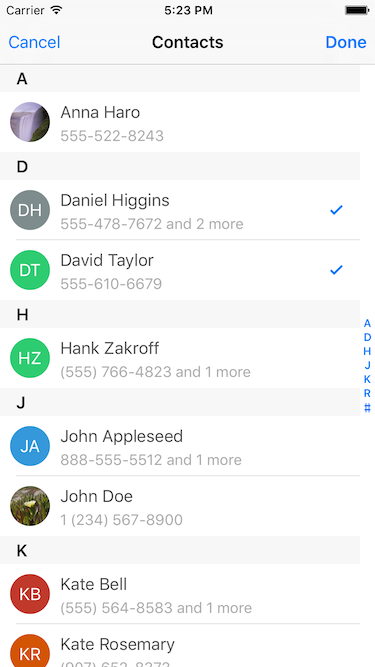 Carrier 5:23 PM
Cancel Contacts Done
A
Anna Haro
555-522-8243
D
DH Daniel Higgins
555-478-7672 and 2 more
DT David Taylor
555-610-6679
H
HZ Hank Zakroff
(555) 766-4823 and 1 more
J
JA John Appleseed
888-555-5512 and 1 more
John Doe
1 (234) 567-8900
K
KB Kate Bell
(555) 564-8583 and 1 more
KR Kate Rosemary
A
D
H
J
K
R
#